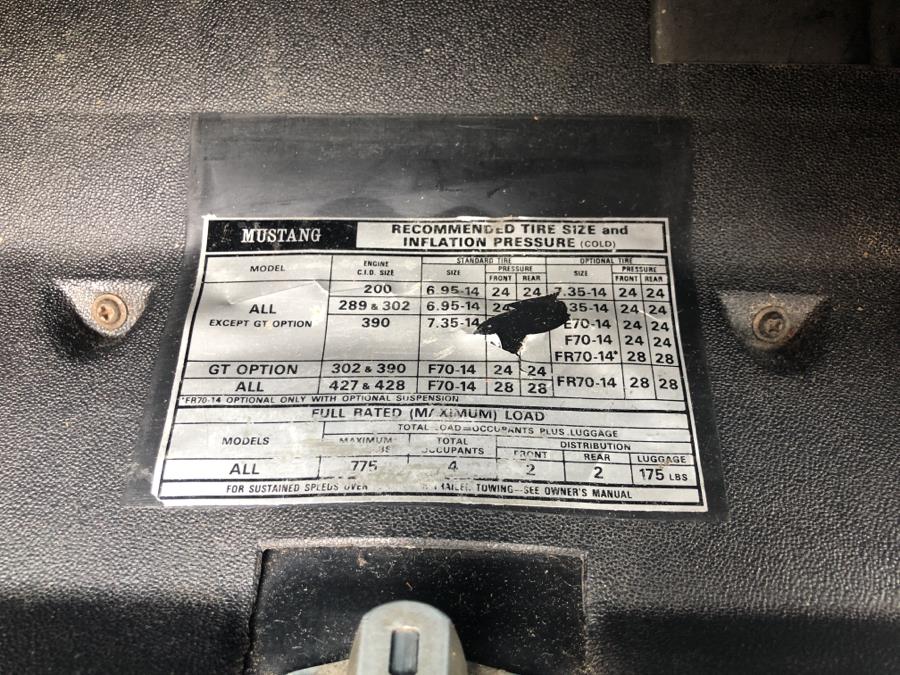 MUSTANG RECOMMENDED TIRE SIZE and
INFLATION PRESSURE (COLD)
MODEL ENGINE C.I.D. SIZE STANDARD TIRE OPTIONAL TIRE
SIZE PRESSURE SIZE PRESSURE
FRONT REAR FRONT REAR
200 6.95-14 24 24 7.35-14 24 24
ALL 289 & 302 6.95-14 24 35-14 24 24
EXCEPT GT OPTION 390 7.35-14 E70-14 24 24
F70-14 24 24
FR70-14* 28 28
GT OPTION 302 & 390 F70-14 24 24
ALL 427 & 428 F70-14 28 28 FR70-14 28 28
*FR70-14 OPTIONAL ONLY WITH OPTIONAL SUSPENSION
FULL RATED (MAXIMUM) LOAD
TOTAL LOAD=OCCUPANTS PLUS LUGGAGE
MODELS MAXIMUM TOTAL OCCUPANTS DISTRIBUTION
FRONT REAR LUGGAGE
ALL 775 4 2 2 175 LBS
FOR SUSTAINED SPEEDS OVER TRAILER TOWING—SEE OWNER'S MANUAL